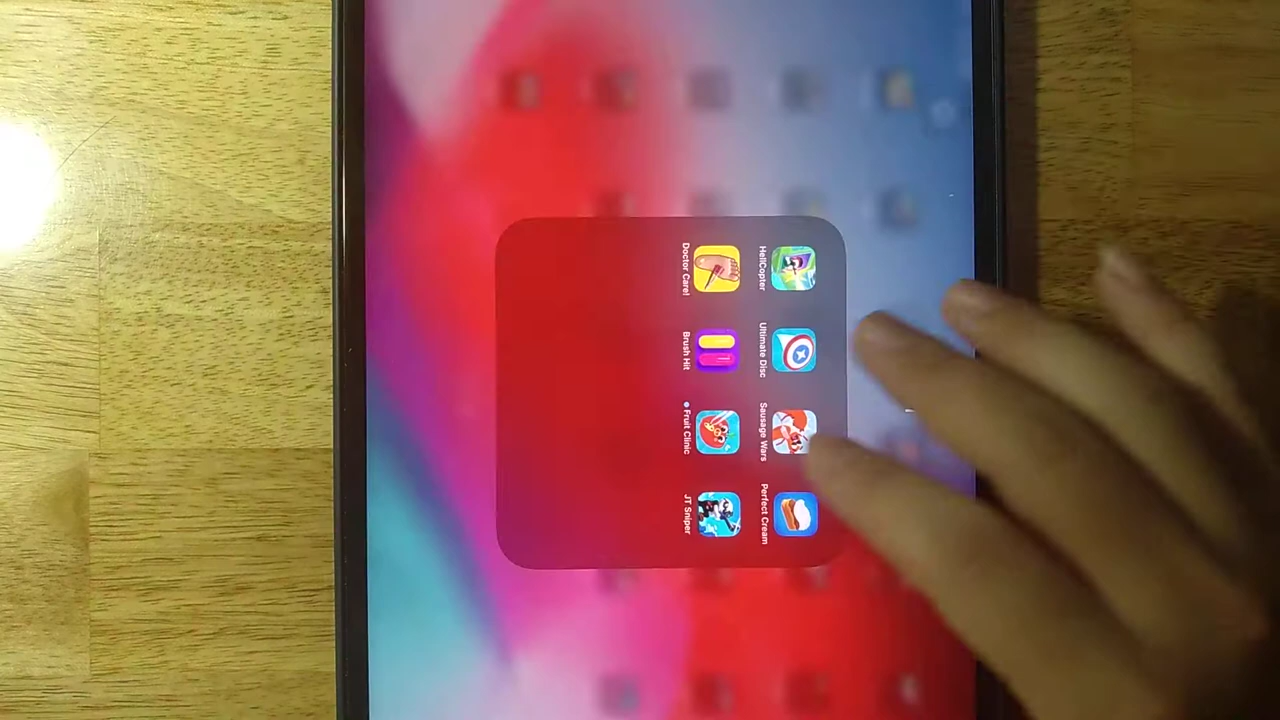 HeliCopter
Ultimate Disc
Sausage Wars
Perfect Cream
Doctor Care!
Brush Hit
Fruit Clinic
JT Sniper